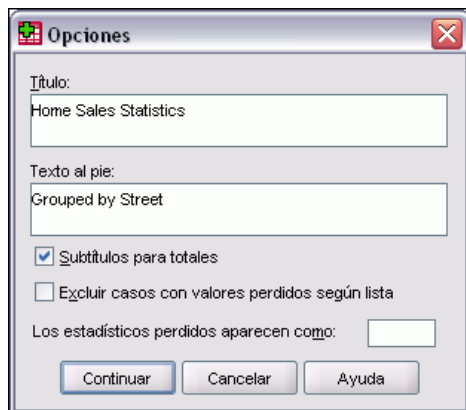 Opciones
Título:
Home Sales Statistics
Texto al pie:
Grouped by Street
Subtítulos para totales
Excluir casos con valores perdidos según lista
Los estadísticos perdidos aparecen como:
Continuar Cancelar Ayuda